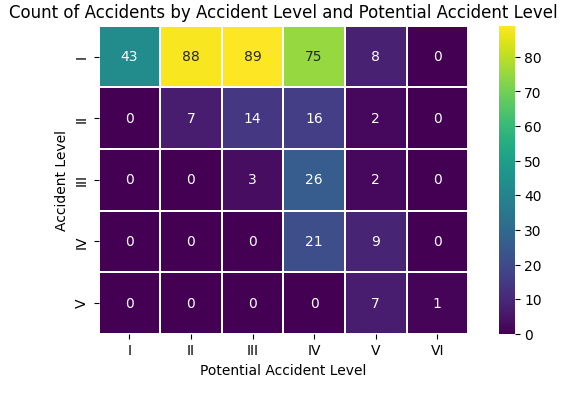 Count of Accidents by Accident Level and Potential Accident Level
Accident Level
I 43 88 89 75 8 0
II 0 7 14 16 2 0
III 0 0 3 26 2 0
IV 0 0 0 21 9 0
V 0 0 0 0 7 1
I II III IV V VI
Potential Accident Level
80
70
60
50
40
30
20
10
0